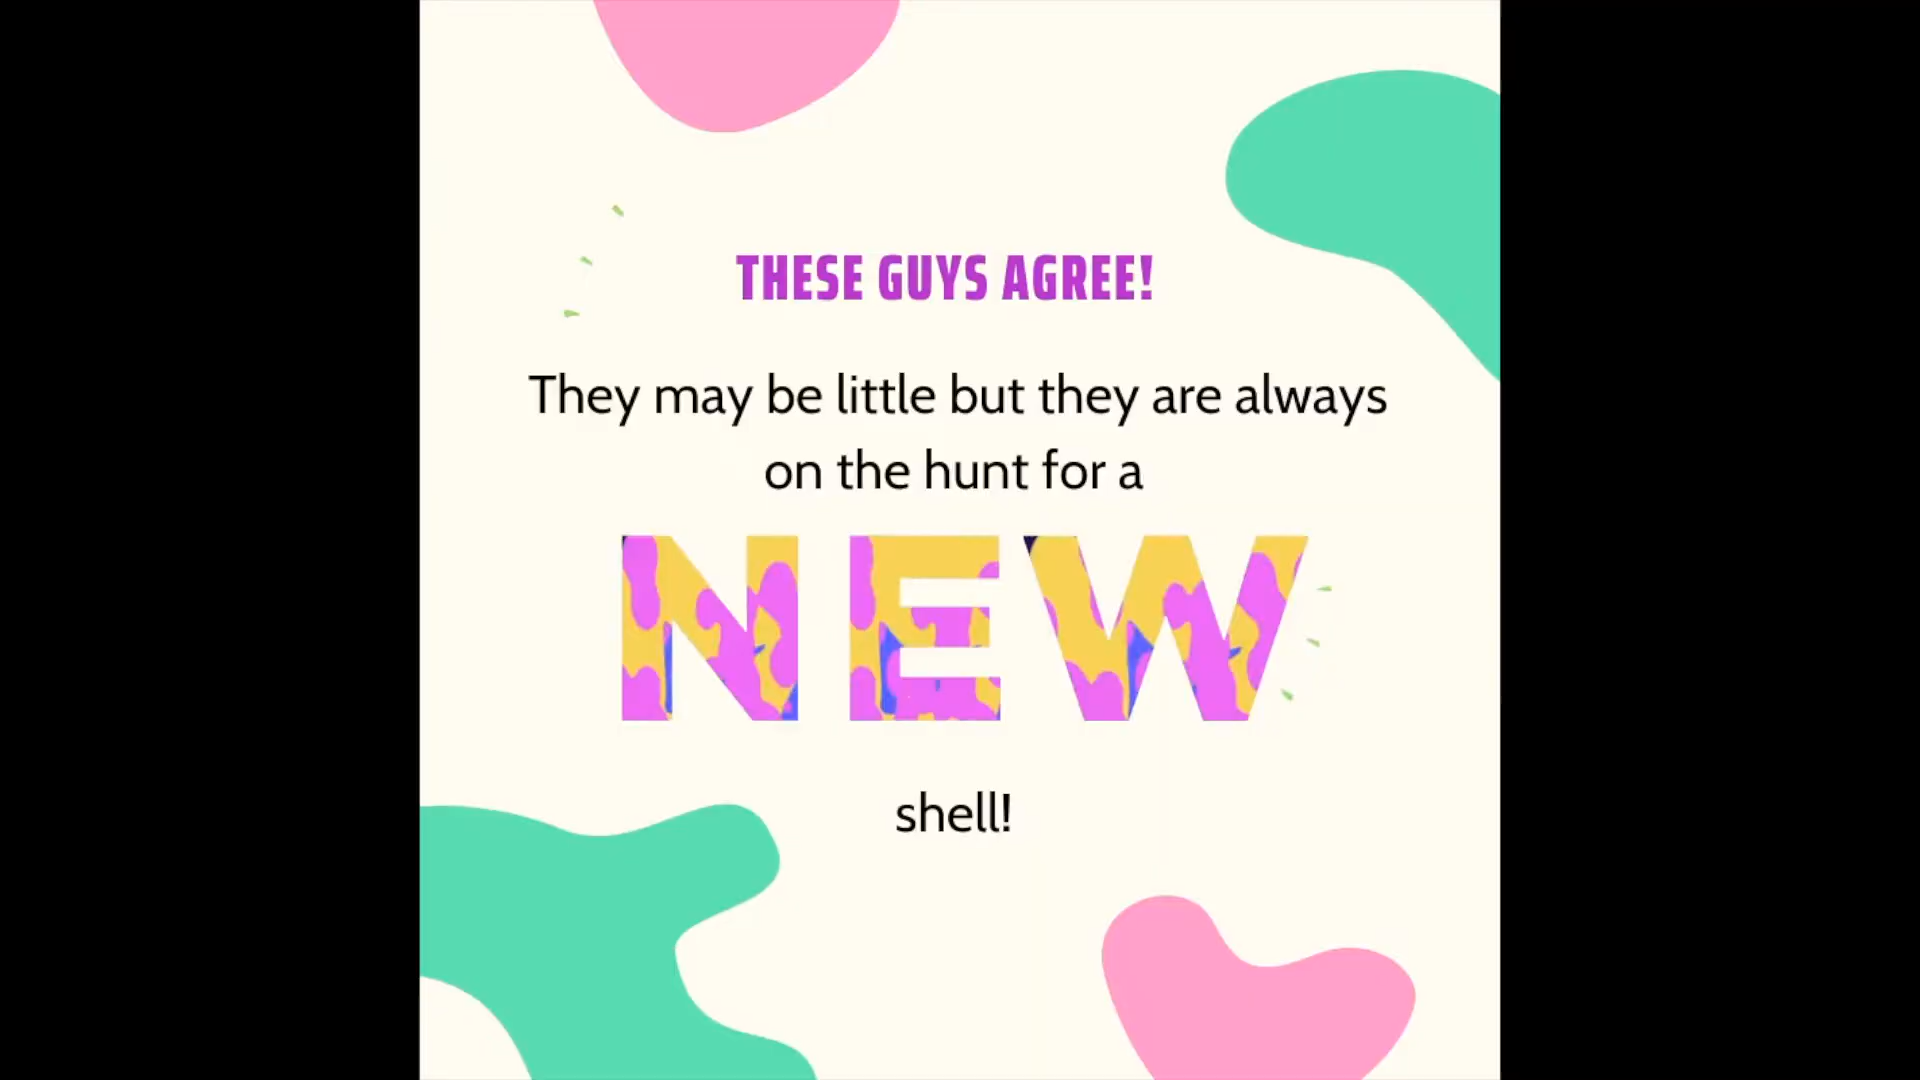 THESE GUYS AGREE!
They may be little but they are always
on the hunt for a
NEW
shell!